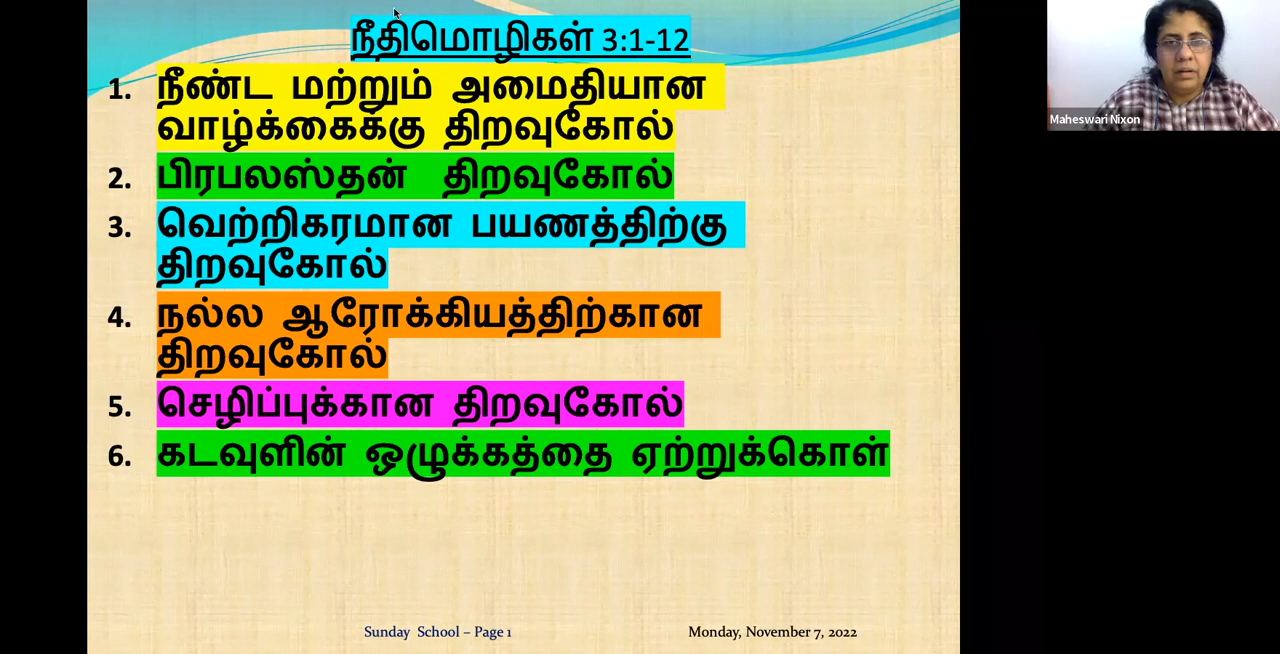 நீதிமொழிகள் 3:1-12
1. நீண்ட மற்றும் அமைதியான
வாழ்க்கைக்கு திறவுகோல்
2. பிரபலஸ்தன் திறவுகோல்
3. வெற்றிகரமான பயணத்திற்கு
திறவுகோல்
4. நல்ல ஆரோக்கியத்திற்கான
திறவுகோல்
5. செழிப்புக்கான திறவுகோல்
6. கடவுளின் ஒழுக்கத்தை ஏற்றுக்கொள்
Sunday School – Page 1
Monday, November 7, 2022
Maheswari Nixon